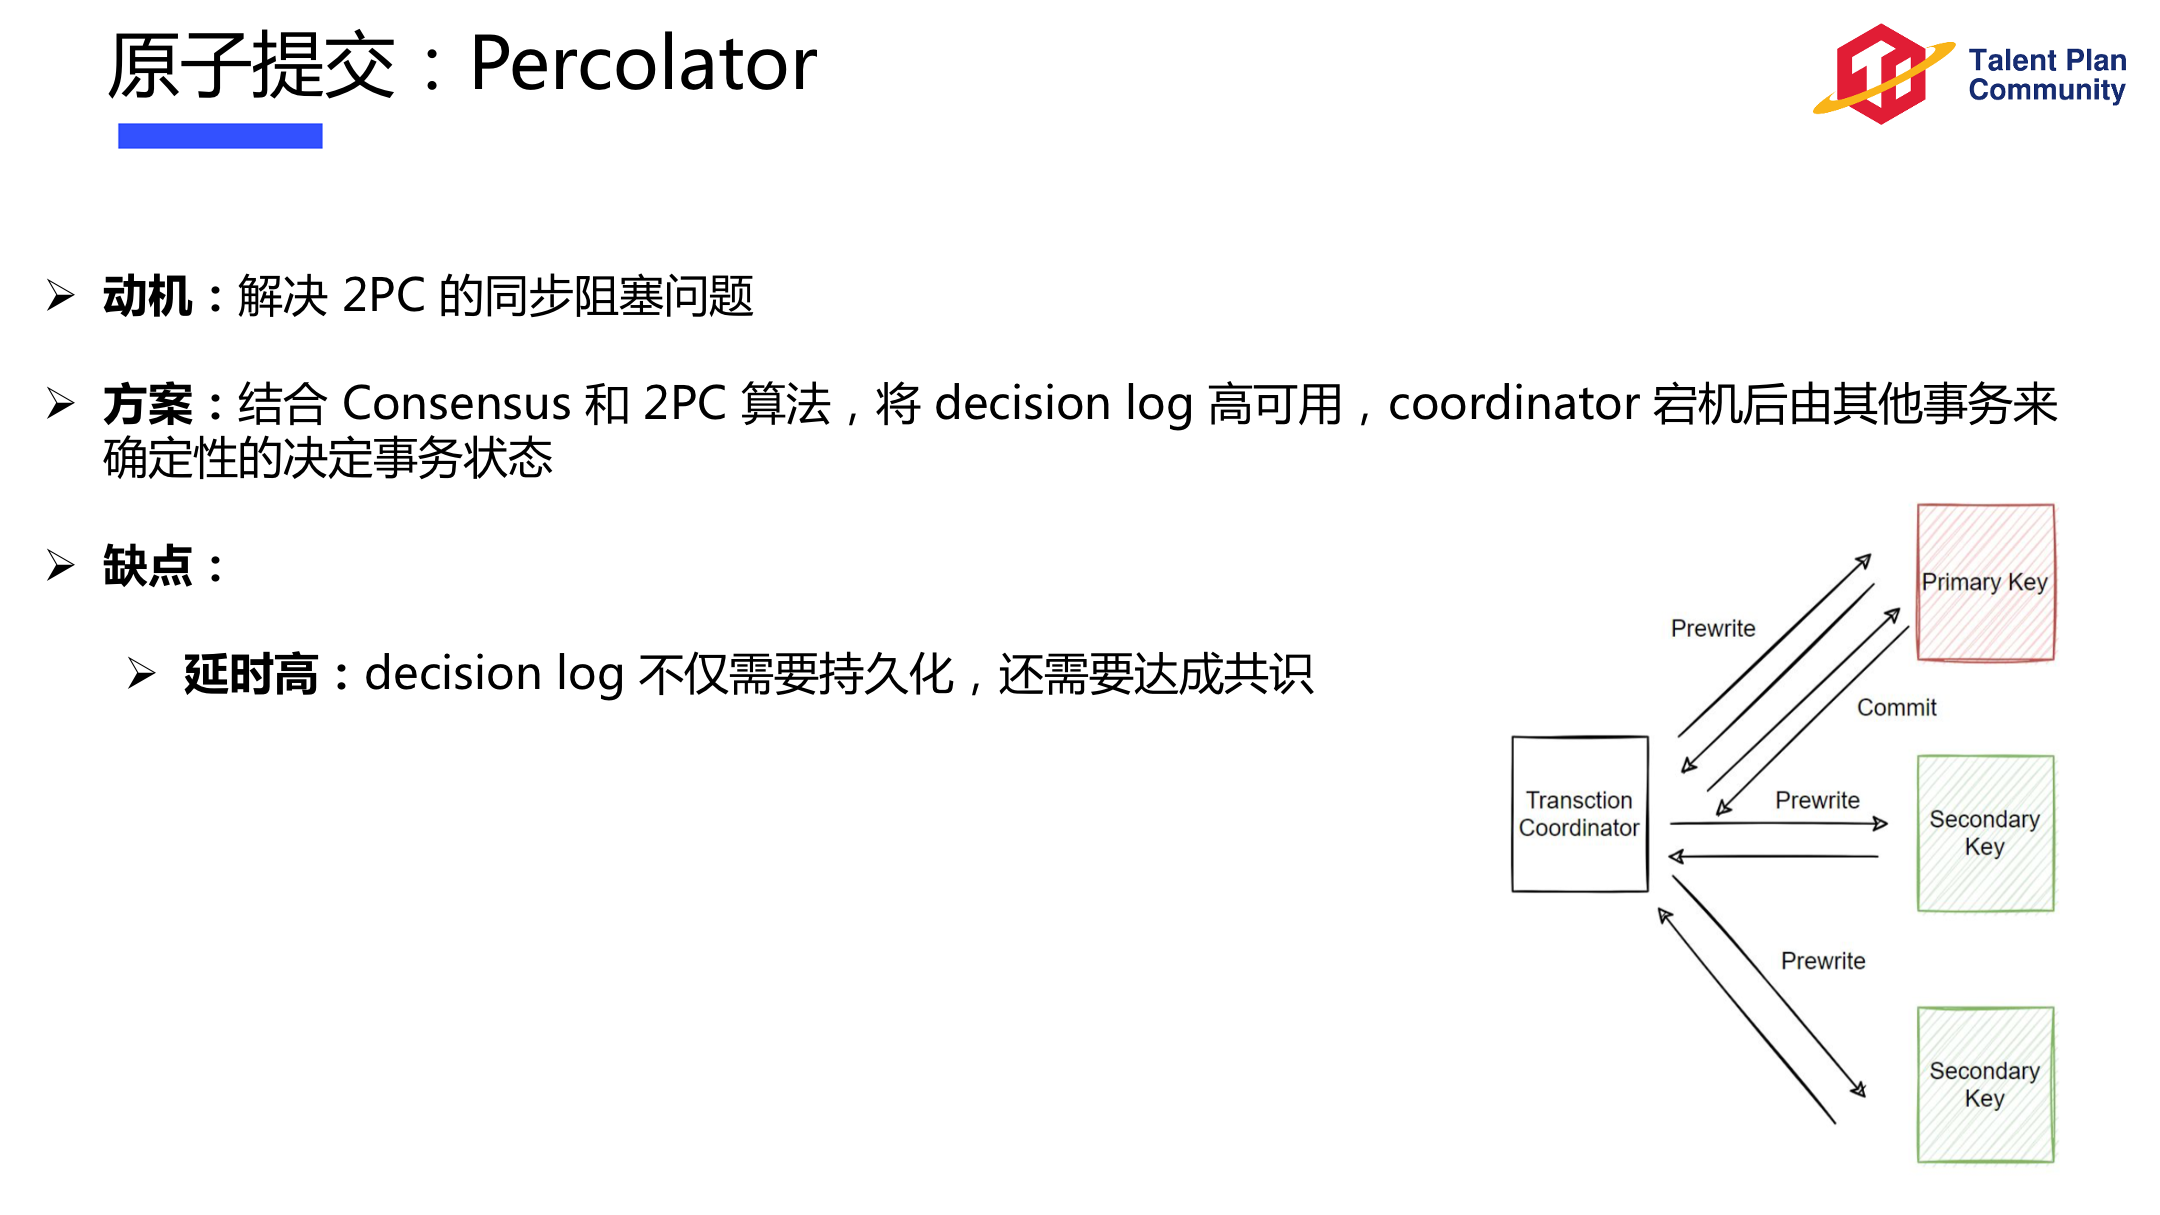 原子提交：Percolator
Talent Plan
Community
动机：解决 2PC 的同步阻塞问题
方案：结合 Consensus 和 2PC 算法，将 decision log 高可用，coordinator 宕机后由其他事务来
确定性的决定事务状态
缺点：
延时高：decision log 不仅需要持久化，还需要达成共识
Primary Key
Prewrite
Commit
Transction
Coordinator
Prewrite
Secondary
Key
Prewrite
Secondary
Key